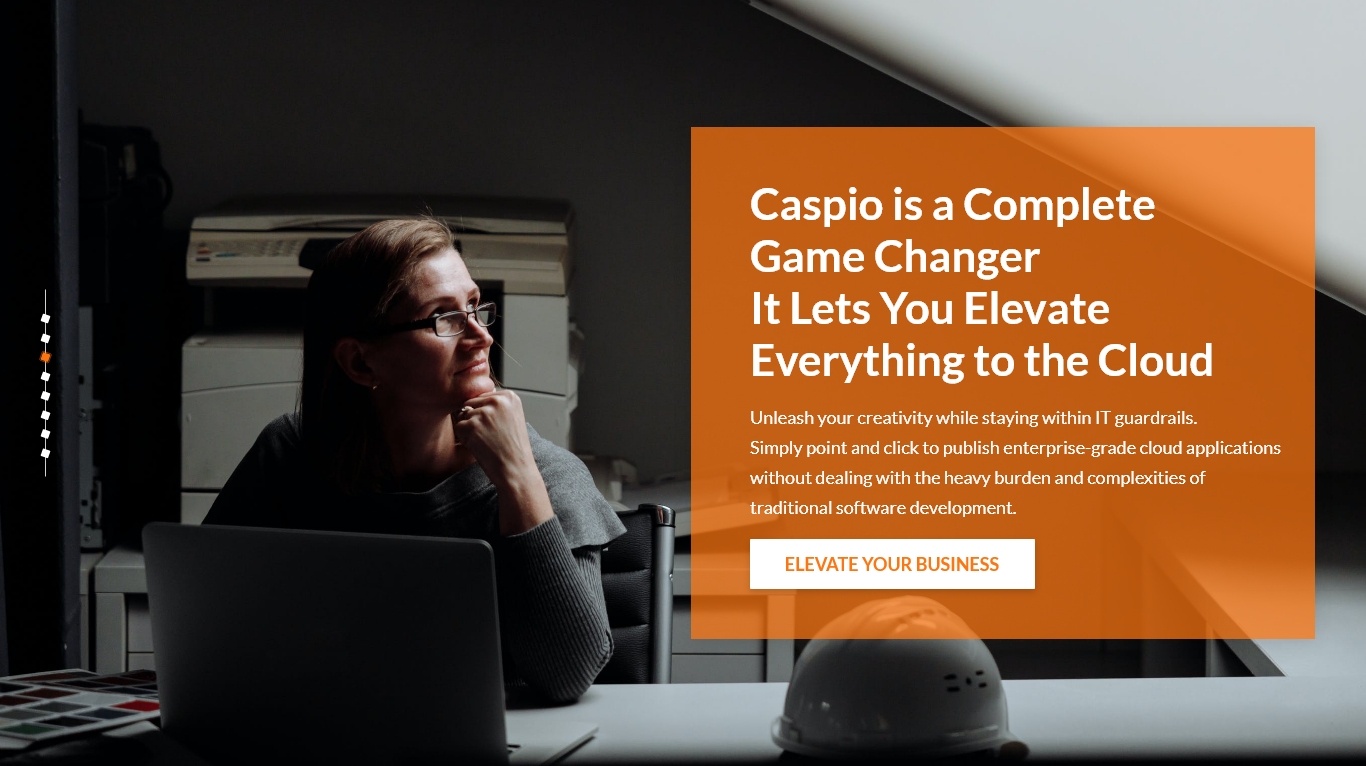 Caspio is a Complete
Game Changer
It Lets You Elevate
Everything to the Cloud
Unleash your creativity while staying within IT guardrails.
Simply point and click to publish enterprise-grade cloud applications
without dealing with the heavy burden and complexities of
traditional software development.
ELEVATE YOUR BUSINESS